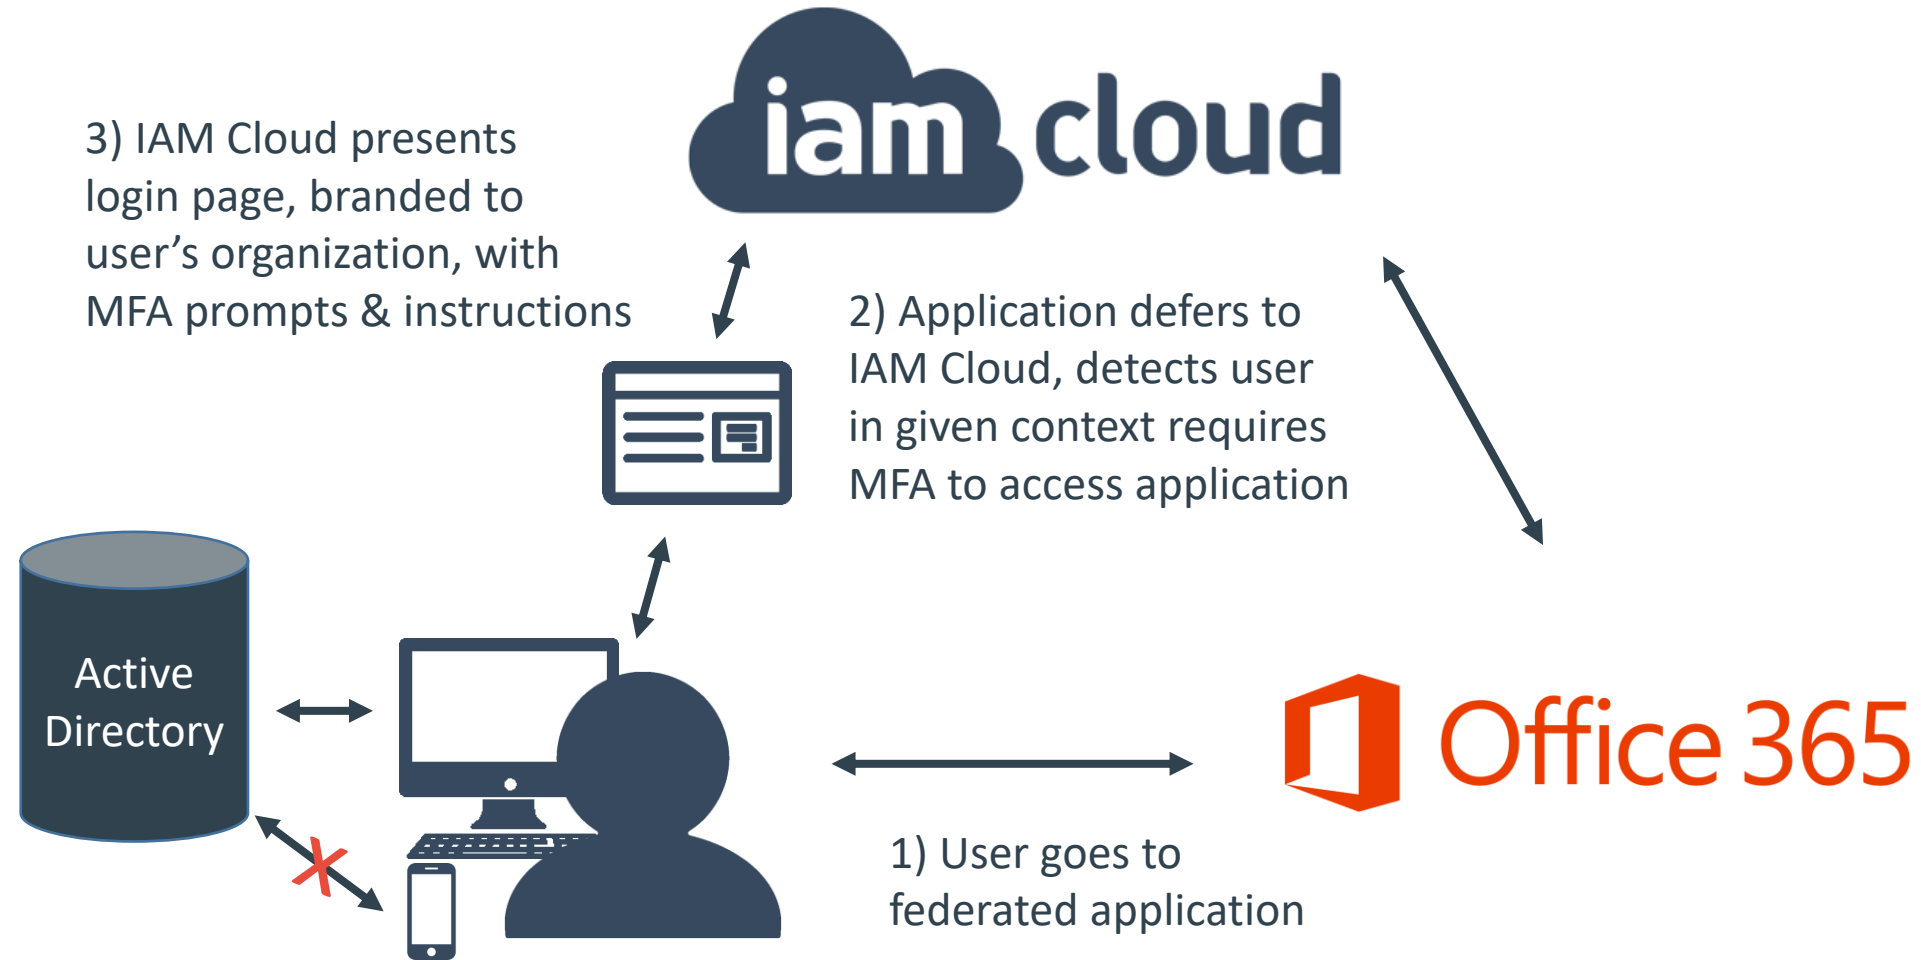 iam cloud
3) IAM Cloud presents
login page, branded to
user’s organization, with
MFA prompts & instructions
2) Application defers to
IAM Cloud, detects user
in given context requires
MFA to access application
Active
Directory
Office 365
1) User goes to
federated application